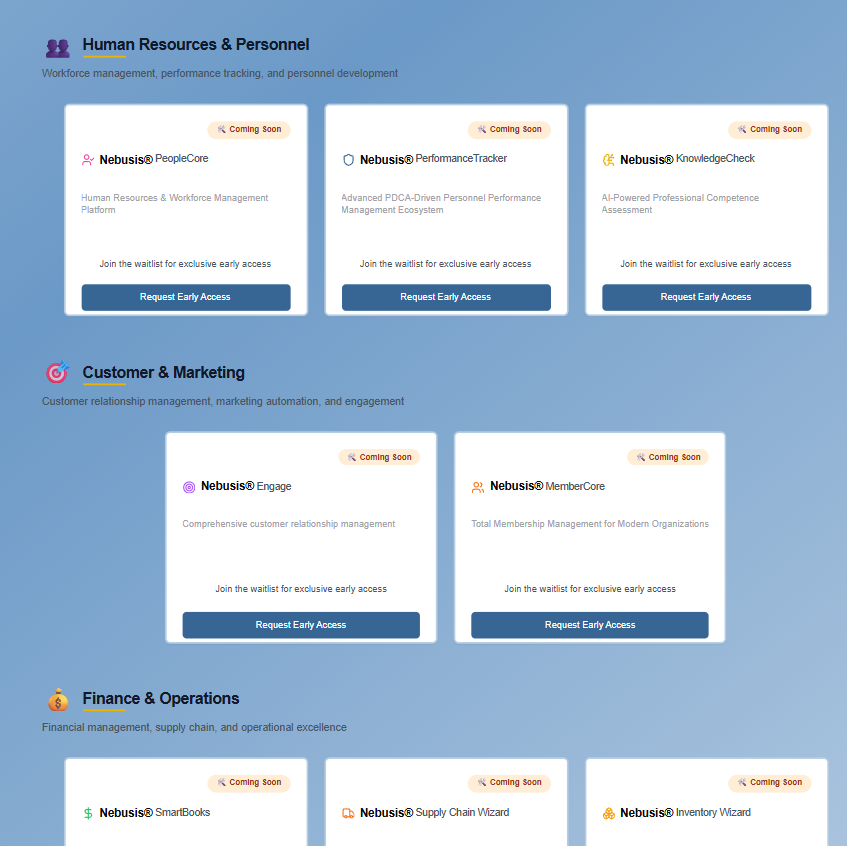 Human Resources & Personnel
Workforce management, performance tracking, and personnel development
Coming Soon
Nebusis® PeopleCore
Human Resources & Workforce Management
Platform
Join the waitlist for exclusive early access
Request Early Access
Coming Soon
Nebusis® PerformanceTracker
Advanced PDCA-Driven Personnel Performance
Management Ecosystem
Join the waitlist for exclusive early access
Request Early Access
Coming Soon
Nebusis® KnowledgeCheck
AI-Powered Professional Competence
Assessment
Join the waitlist for exclusive early access
Request Early Access
Customer & Marketing
Customer relationship management, marketing automation, and engagement
Coming Soon
Nebusis® Engage
Comprehensive customer relationship management
Join the waitlist for exclusive early access
Request Early Access
Coming Soon
Nebusis® MemberCore
Total Membership Management for Modern Organizations
Join the waitlist for exclusive early access
Request Early Access
Finance & Operations
Financial management, supply chain, and operational excellence
Coming Soon
Nebusis® SmartBooks
Coming Soon
Nebusis® Supply Chain Wizard
Coming Soon
Nebusis® Inventory Wizard